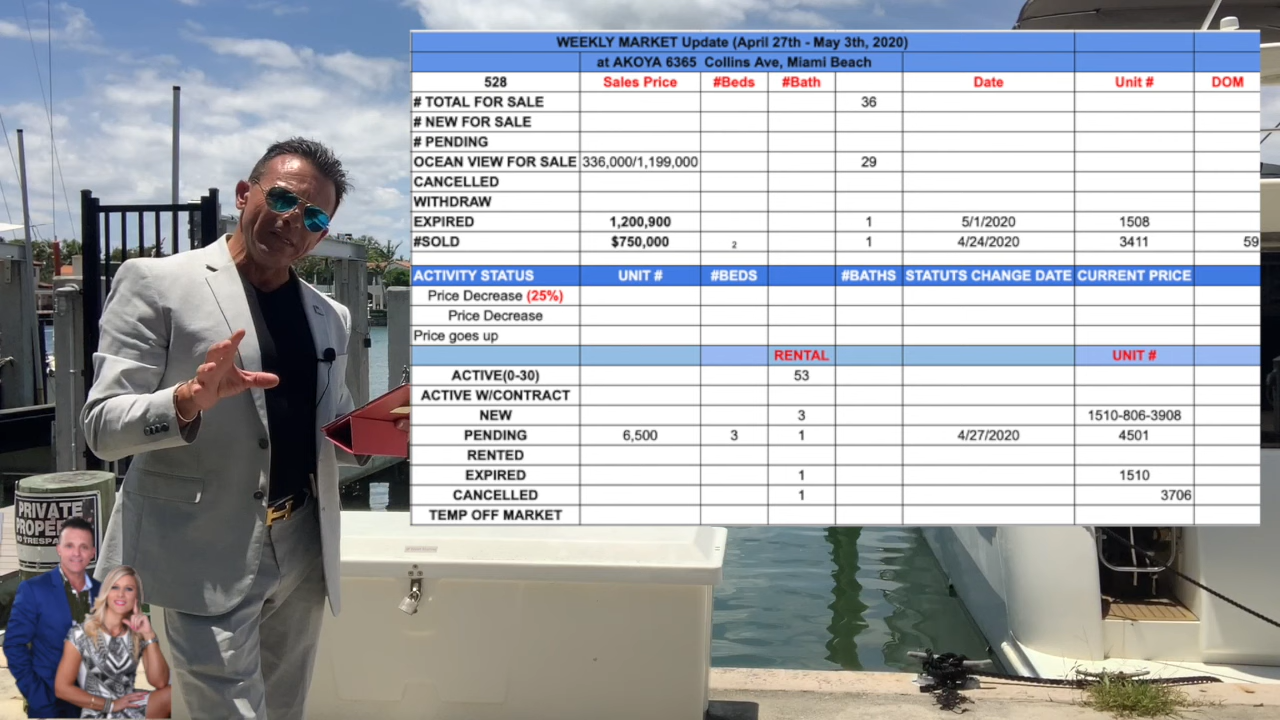 WEEKLY MARKET Update (April 27th - May 3th, 2020)
at AKOYA 6365 Collins Ave, Miami Beach
528 Sales Price #Beds #Bath Date Unit # DOM
# TOTAL FOR SALE 36
# NEW FOR SALE
# PENDING
OCEAN VIEW FOR SALE 336,000/1,199,000 29
CANCELLED
WITHDRAW
EXPIRED 1,200,900 1 5/1/2020 1508
#SOLD $750,000 2 1 4/24/2020 3411 59
ACTIVITY STATUS UNIT # #BEDS #BATHS STATUTS CHANGE DATE CURRENT PRICE
Price Decrease (25%)
Price Decrease
Price goes up
RENTAL UNIT #
ACTIVE(0-30) 53
ACTIVE W/CONTRACT
NEW 3 1510-806-3908
PENDING 6,500 3 1 4/27/2020 4501
RENTED
EXPIRED 1 1510
CANCELLED 1 3706
TEMP OFF MARKET
PRIVATE